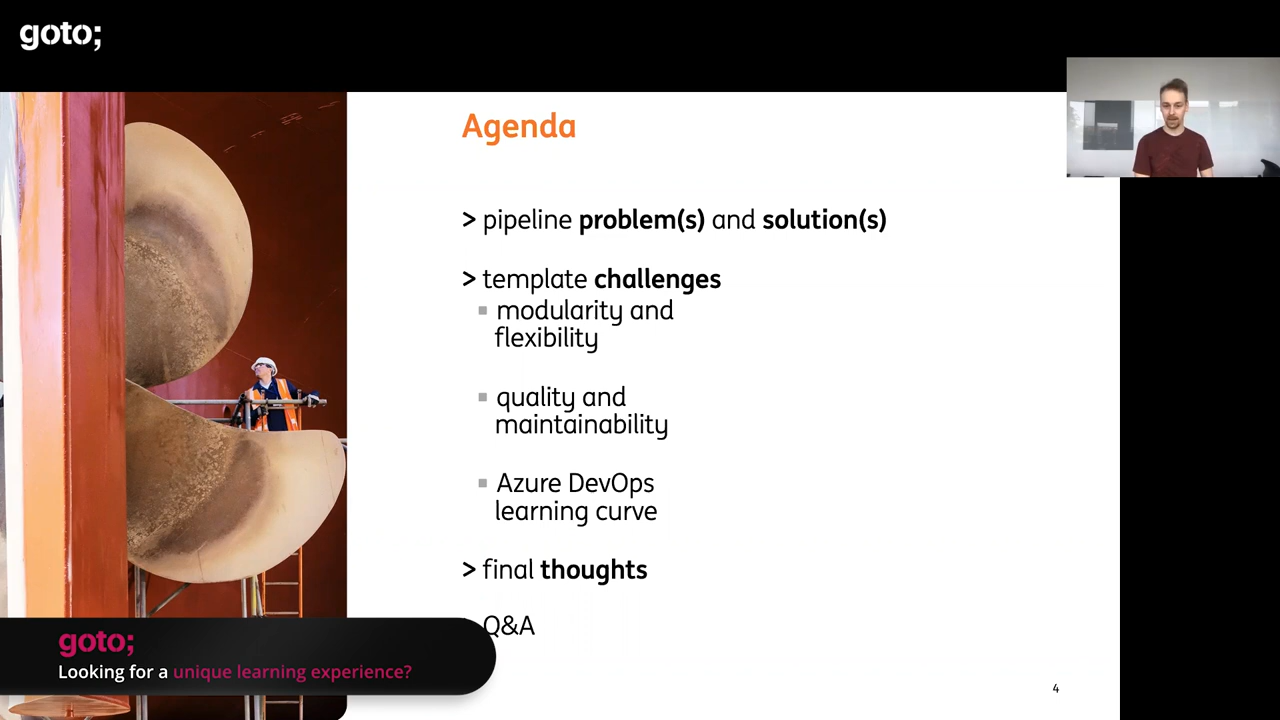 goto;
Agenda
> pipeline problem(s) and solution(s)
> template challenges
▪ modularity and
flexibility
▪ quality and
maintainability
▪ Azure DevOps
learning curve
> final thoughts
Q&A
goto;
Looking for a unique learning experience?
4